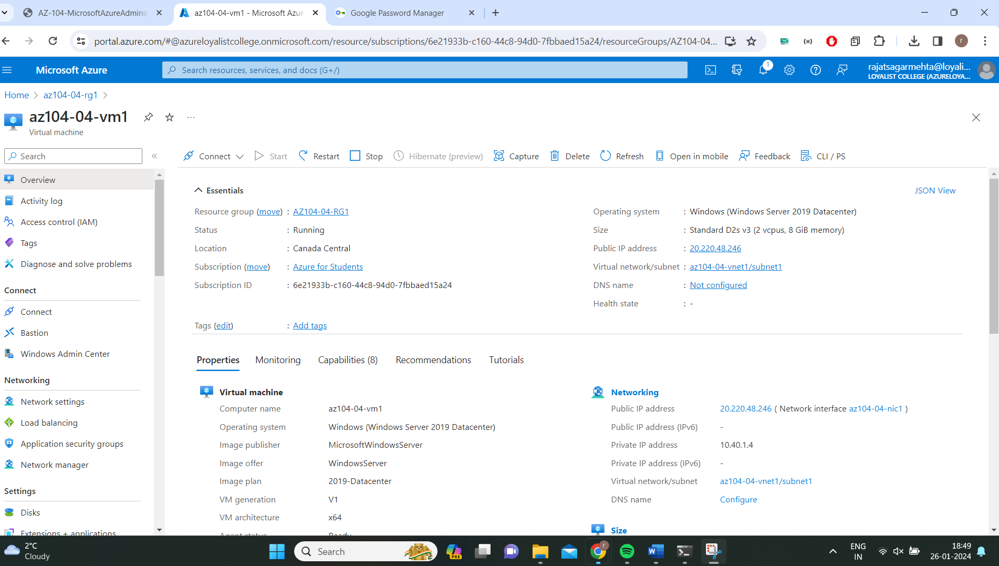 AZ-104-MicrosoftAzureAdminis
az104-04-vm1 - Microsoft Azur
Google Password Manager
portal.azure.com/#@azureloyalistcollege.onmicrosoft.com/resource/subscriptions/6e21933b-c160-44c8-94d0-7fbbaed15a24/resourceGroups/AZ104-04...
r
Microsoft Azure
Search resources, services, and docs (G+/)
1
rajatsagarmehta@loyali...
LOYALIST COLLEGE (AZURELOYA...
Home > az104-04-rg1 >
az104-04-vm1
Virtual machine
Search
Connect
Start
Restart
Stop
Hibernate (preview)
Capture
Delete
Refresh
Open in mobile
Feedback
CLI / PS
Overview
Activity log
Access control (IAM)
Tags
Diagnose and solve problems
Connect
Connect
Bastion
Windows Admin Center
Networking
Network settings
Load balancing
Application security groups
Network manager
Settings
Disks
Extensions + applications
Essentials
JSON View
Resource group (move) : AZ104-04-RG1
Status : Running
Location : Canada Central
Subscription (move) : Azure for Students
Subscription ID : 6e21933b-c160-44c8-94d0-7fbbaed15a24
Operating system : Windows (Windows Server 2019 Datacenter)
Size : Standard D2s v3 (2 vcpus, 8 GiB memory)
Public IP address : 20.220.48.246
Virtual network/subnet : az104-04-vnet1/subnet1
DNS name : Not configured
Health state : -
Tags (edit) : Add tags
Properties
Monitoring
Capabilities (8)
Recommendations
Tutorials
Virtual machine
Computer name az104-04-vm1
Operating system Windows (Windows Server 2019 Datacenter)
Image publisher MicrosoftWindowsServer
Image offer WindowsServer
Image plan 2019-Datacenter
VM generation V1
VM architecture x64
Agent status Ready
Networking
Public IP address 20.220.48.246 ( Network interface az104-04-nic1 )
Public IP address (IPv6) -
Private IP address 10.40.1.4
Private IP address (IPv6) -
Virtual network/subnet az104-04-vnet1/subnet1
DNS name Configure
Size
2°C
Cloudy
Search
PRE
r
W
ENG
IN
18:49
26-01-2024